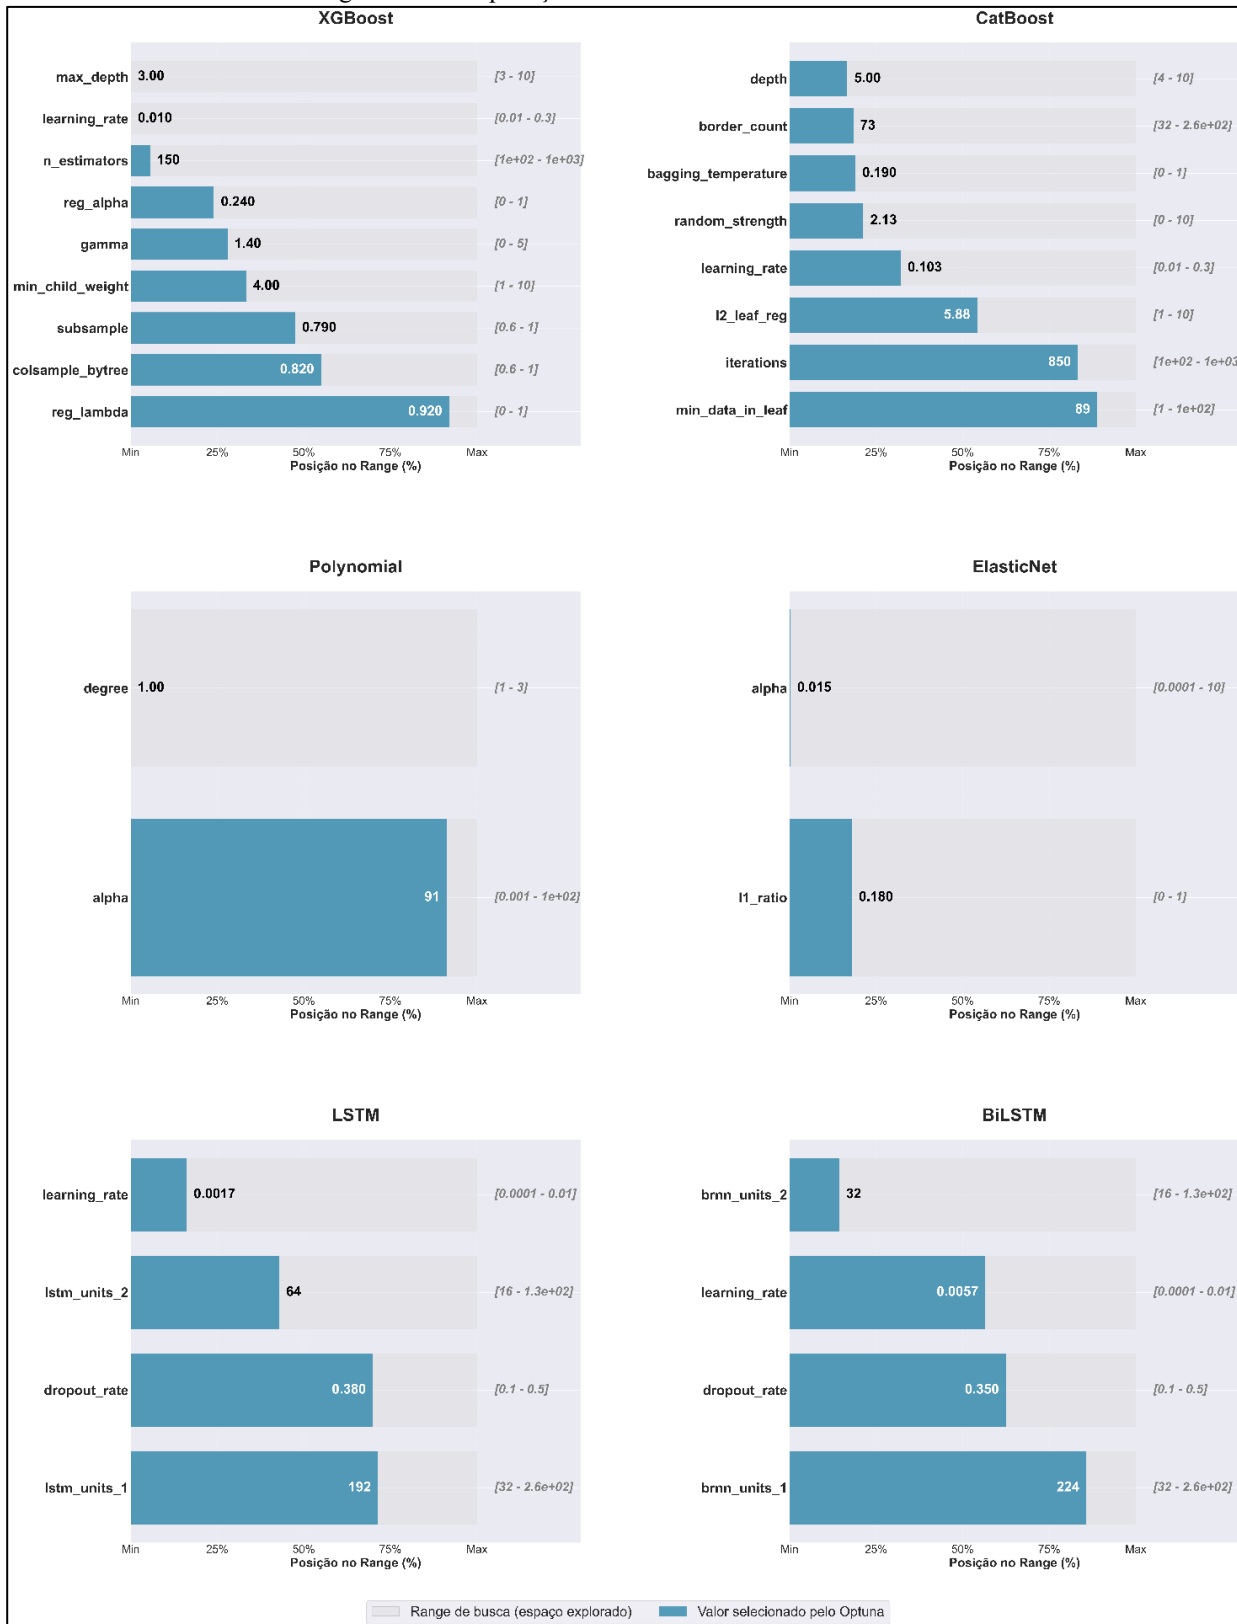 XGBoost
max_depth 3.00 [3 - 10]
learning_rate 0.010 [0.01 - 0.3]
n_estimators 150 [1e+02 - 1e+03]
reg_alpha 0.240 [0 - 1]
gamma 1.40 [0 - 5]
min_child_weight 4.00 [1 - 10]
subsample 0.790 [0.6 - 1]
colsample_bytree 0.820 [0.6 - 1]
reg_lambda 0.920 [0 - 1]
Min 25% 50% 75% Max
Posição no Range (%)
CatBoost
depth 5.00 [4 - 10]
border_count 73 [32 - 2.6e+02]
bagging_temperature 0.190 [0 - 1]
random_strength 2.13 [0 - 10]
learning_rate 0.103 [0.01 - 0.3]
l2_leaf_reg 5.88 [1 - 10]
iterations 850 [1e+02 - 1e+03
min_data_in_leaf 89 [1 - 1e+02]
Min 25% 50% 75% Max
Posição no Range (%)
Polynomial
degree 1.00 [1 - 3]
alpha 91 [0.001 - 1e+02]
Min 25% 50% 75% Max
Posição no Range (%)
ElasticNet
alpha 0.015 [0.0001 - 10]
l1_ratio 0.180 [0 - 1]
Min 25% 50% 75% Max
Posição no Range (%)
LSTM
learning_rate 0.0017 [0.0001 - 0.01]
lstm_units_2 64 [16 - 1.3e+02]
dropout_rate 0.380 [0.1 - 0.5]
lstm_units_1 192 [32 - 2.6e+02]
Min 25% 50% 75% Max
Posição no Range (%)
BiLSTM
brnn_units_2 32 [16 - 1.3e+02]
learning_rate 0.0057 [0.0001 - 0.01]
dropout_rate 0.350 [0.1 - 0.5]
brnn_units_1 224 [32 - 2.6e+02]
Min 25% 50% 75% Max
Posição no Range (%)
Range de busca (espaço explorado) Valor selecionado pelo Optuna